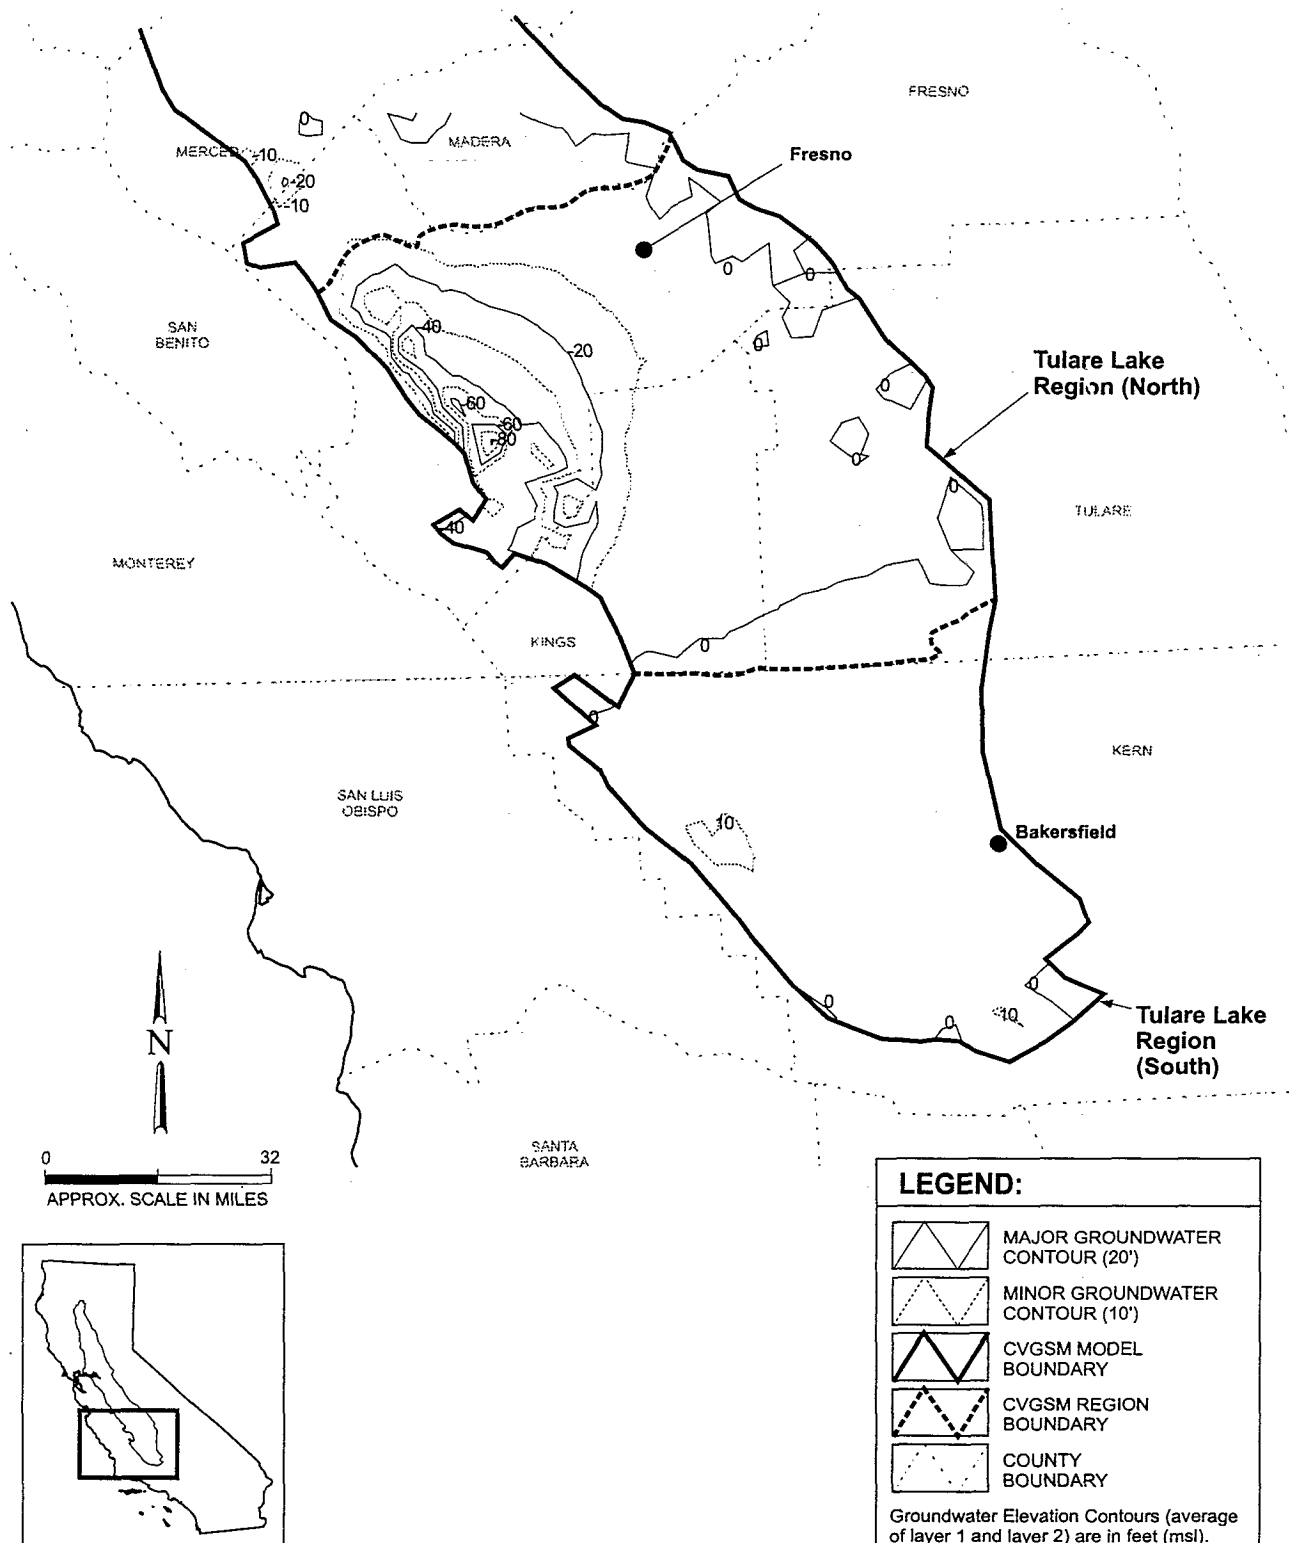 FRESNO
0
MERCED
-10
MADERA
Fresno
-20
-10
0
0
SAN
BENITO
-40
-20
0
Tulare Lake
Region (North)
0
-60
-60
-80
0
0
TULARE
-40
MONTEREY
KINGS
0
0
KERN
SAN LUIS
OBISPO
10
Bakersfield
0
0
0
-10
Tulare Lake
Region
(South)
N
SANTA
BARBARA
0 32
APPROX. SCALE IN MILES
LEGEND:
MAJOR GROUNDWATER
CONTOUR (20')
MINOR GROUNDWATER
CONTOUR (10')
CVGSM MODEL
BOUNDARY
CVGSM REGION
BOUNDARY
COUNTY
BOUNDARY
Groundwater Elevation Contours (average
of layer 1 and layer 2) are in feet (msl).